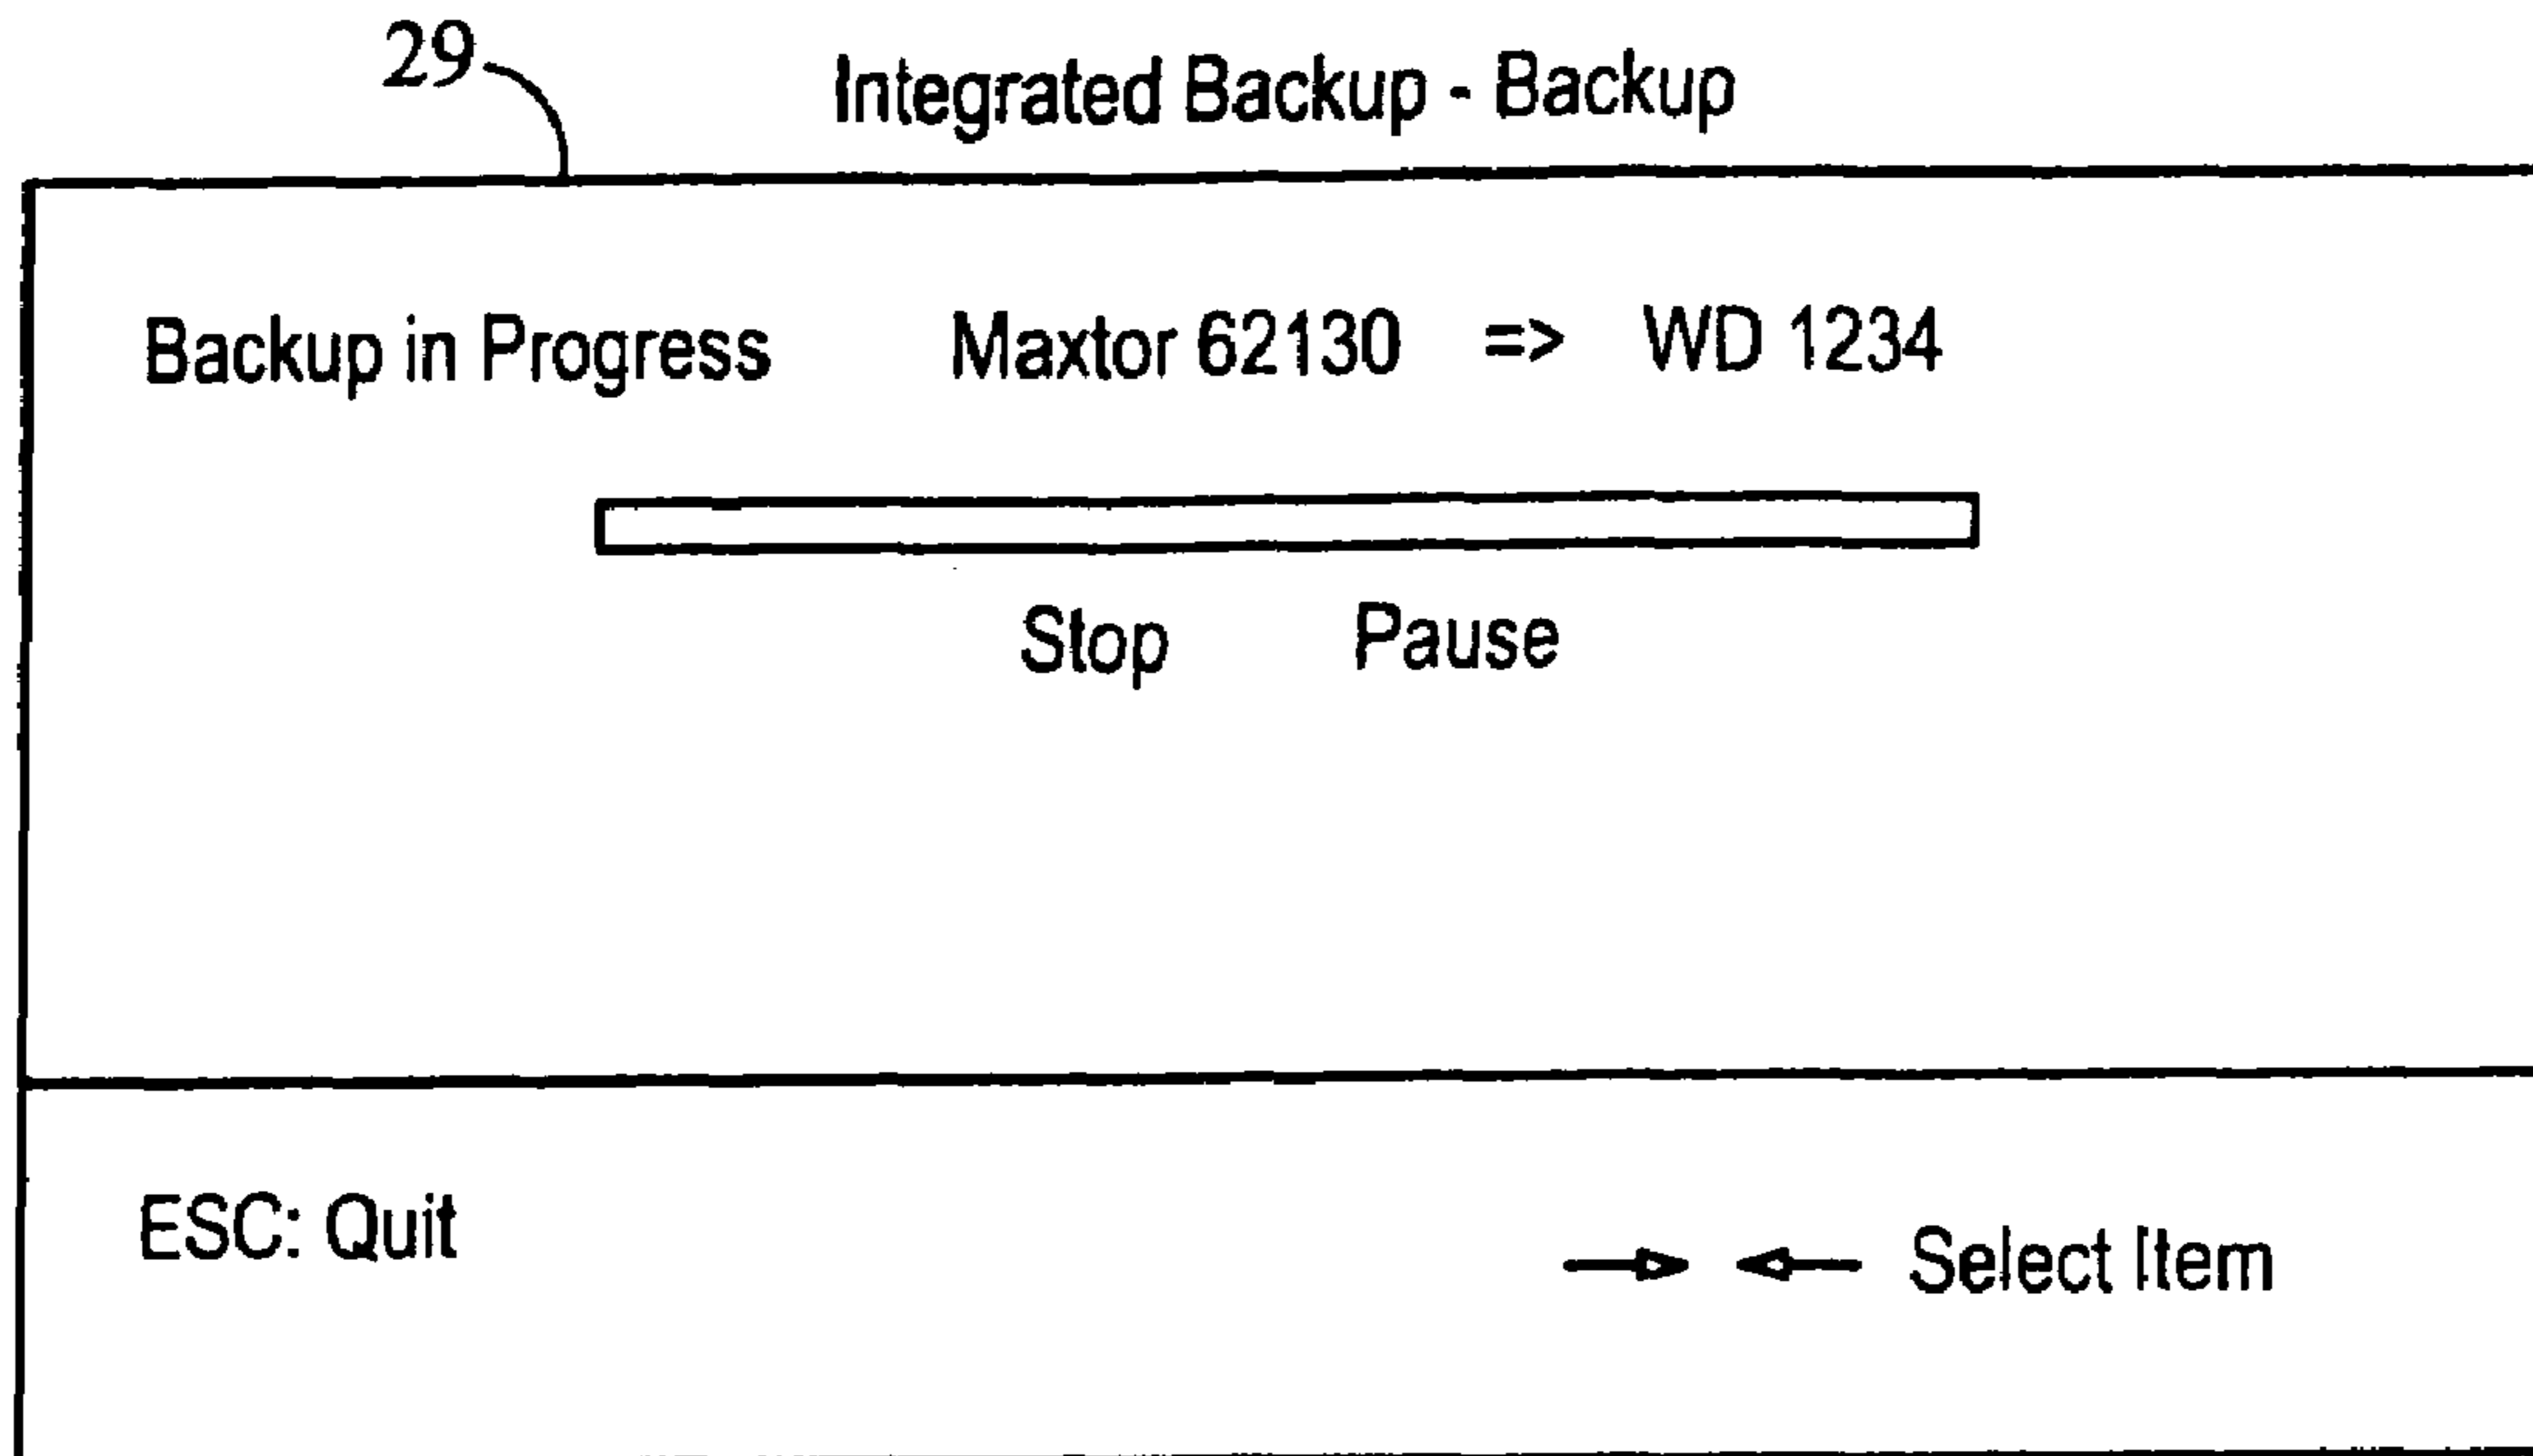 29
Integrated Backup - Backup
Backup in Progress Maxtor 62130 => WD 1234
Stop Pause
ESC: Quit
→ ← Select Item